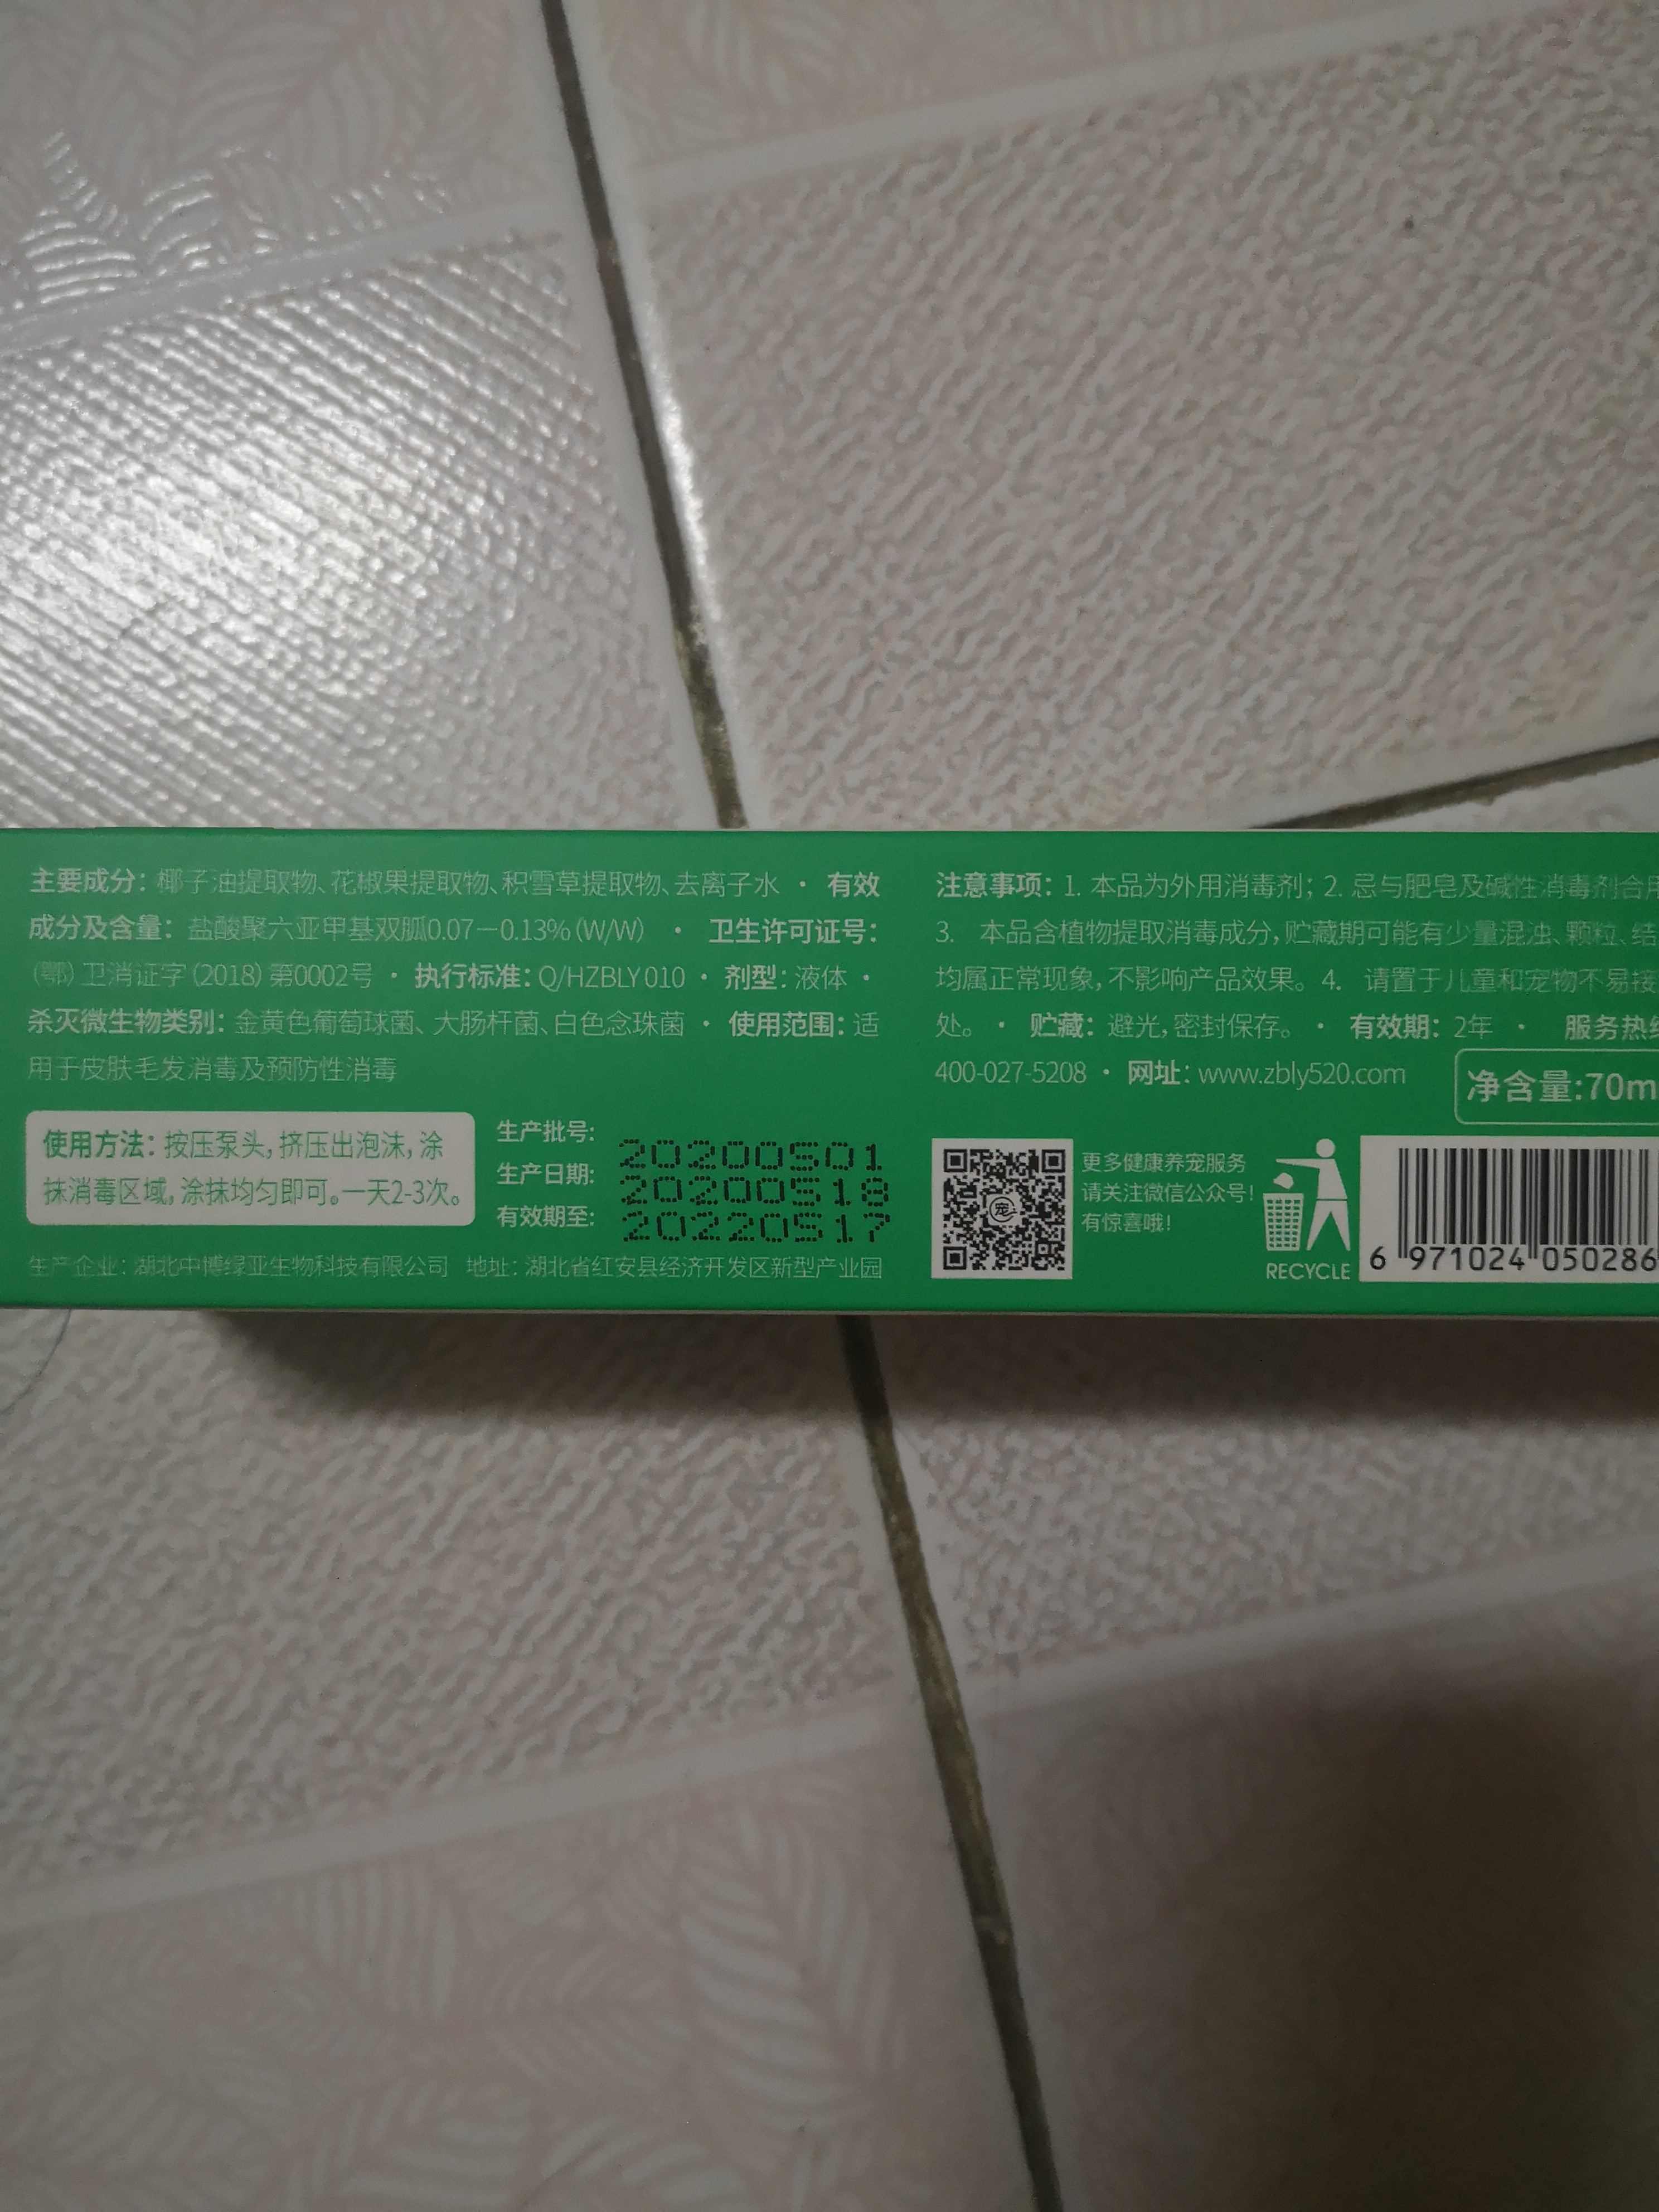 主要成分：椰子油提取物、花椒果提取物、积雪草提取物、去离子水 · 有效
成分及含量：盐酸聚六亚甲基双胍0.07－0.13%(W/W) · 卫生许可证号：
(鄂) 卫消证字 (2018) 第0002号 · 执行标准：Q/HZBLY 010 · 剂型：液体 ·
杀灭微生物类别：金黄色葡萄球菌、大肠杆菌、白色念珠菌 · 使用范围：适
用于皮肤毛发消毒及预防性消毒
使用方法：按压泵头，挤压出泡沫，涂
抹消毒区域，涂抹均匀即可。一天2-3次。
生产批号：20200501
生产日期：20200518
有效期至：20220517
生产企业：湖北中博绿亚生物科技有限公司 地址：湖北省红安县经济开发区新型产业园
注意事项：1. 本品为外用消毒剂；2. 忌与肥皂及碱性消毒剂合用
3. 本品含植物提取消毒成分，贮藏期可能有少量混浊、颗粒、结
均属正常现象，不影响产品效果。4. 请置于儿童和宠物不易接
处。 · 贮藏：避光，密封保存。 · 有效期：2年 · 服务热线
400-027-5208 · 网址：www.zbly520.com
净含量:70m
宠
更多健康养宠服务
请关注微信公众号！
有惊喜哦！
RECYCLE
6 971024 050286